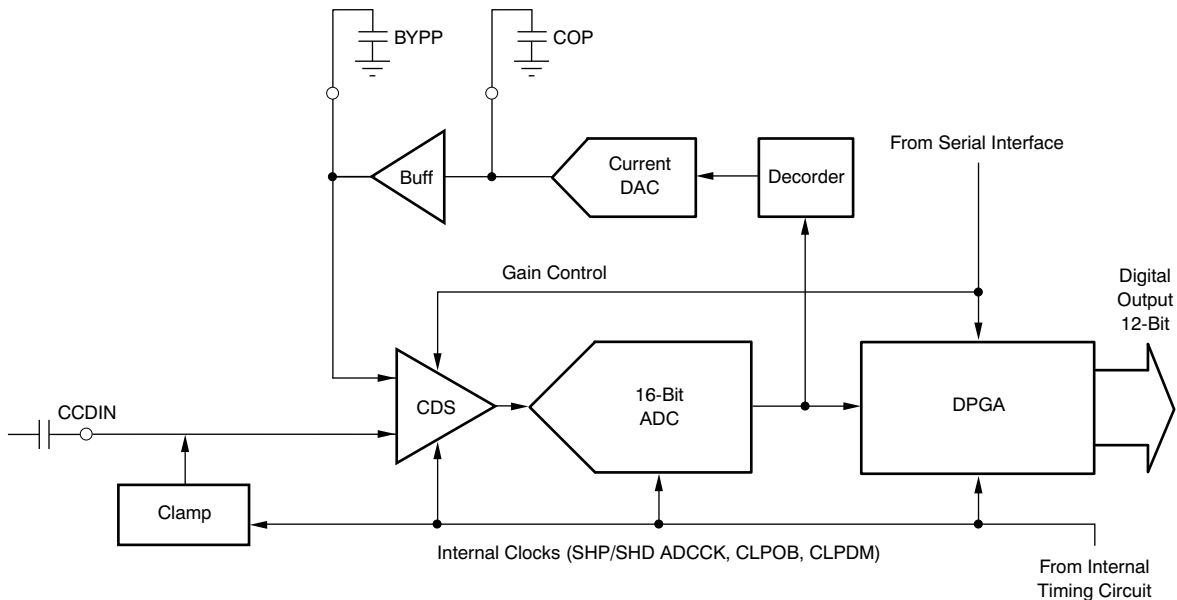 BYPP
COP
From Serial Interface
Buff
Current
DAC
Decorder
Gain Control
Digital
Output
12-Bit
CCDIN
CDS
16-Bit
ADC
DPGA
Clamp
Internal Clocks (SHP/SHD ADCCK, CLPOB, CLPDM)
From Internal
Timing Circuit